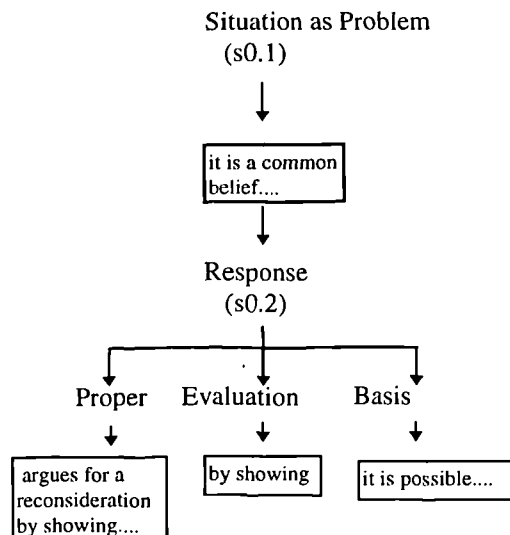 Situation as Problem
(s0.1)
it is a common
belief....
Response
(s0.2)
Proper Evaluation Basis
argues for a
reconsideration
by showing....
by showing
it is possible....